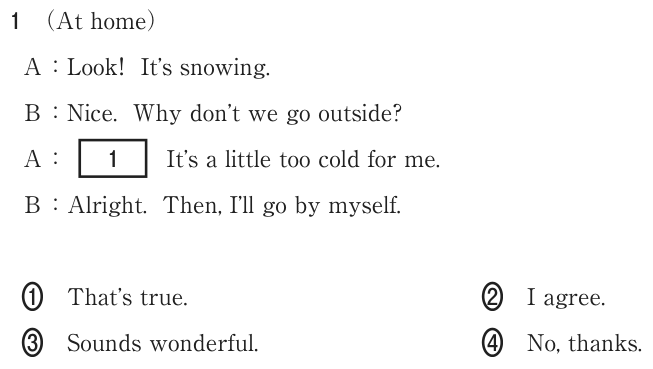 1 (At home)
A：Look! It's snowing.
B：Nice. Why don't we go outside?
A： 1 It's a little too cold for me.
B：Alright. Then, I'll go by myself.
① That's true. ② I agree.
③ Sounds wonderful. ④ No, thanks.